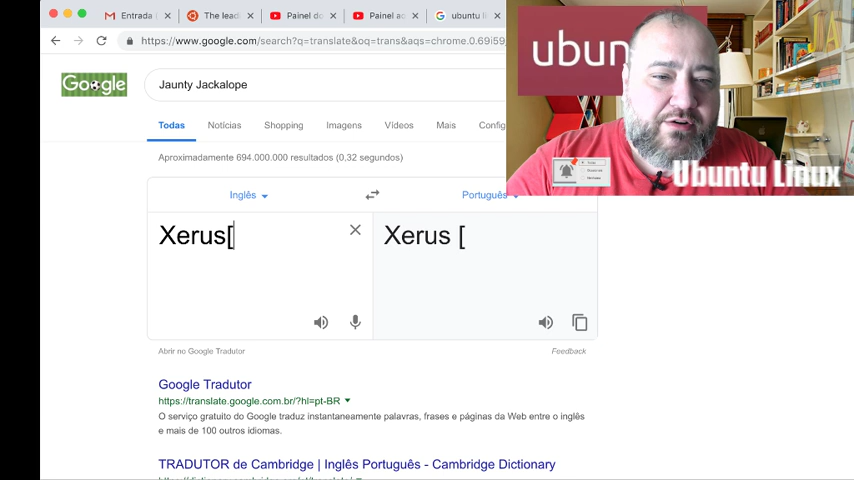 Entrada
The lead
Painel do
Painel ac
ubuntu li
https://www.google.com/search?q=translate&oq=trans&aqs=chrome.0.69i59
Google
Jaunty Jackalope
Todas Notícias Shopping Imagens Vídeos Mais Config
Aproximadamente 694.000.000 resultados (0,32 segundos)
Inglês
Português
Xerus[
Xerus [
Abrir no Google Tradutor
Feedback
Google Tradutor
https://translate.google.com.br/?hl=pt-BR
O serviço gratuito do Google traduz instantaneamente palavras, frases e páginas da Web entre o inglês
e mais de 100 outros idiomas.
TRADUTOR de Cambridge | Inglês Português - Cambridge Dictionary
ubun
Ubuntu Linux